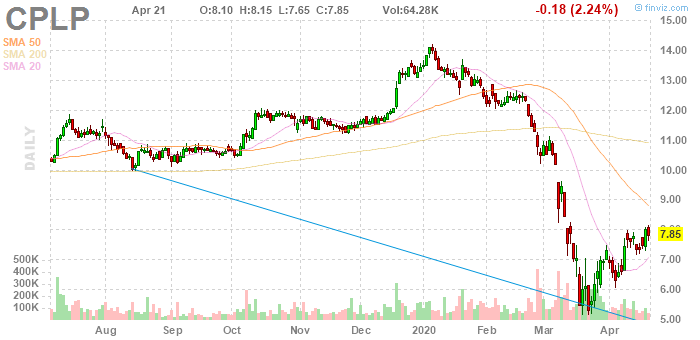 CPLP
Apr 21 O:8.10 H:8.15 L:7.65 C:7.85 Vol:64.28K -0.18 (2.24%)
© finviz.com
SMA 50
SMA 200
SMA 20
DAILY
15.00
14.00
13.00
12.00
11.00
10.00
9.00
8.00
7.85
7.00
6.00
5.00
500K
400K
300K
200K
100K
Aug Sep Oct Nov Dec 2020 Feb Mar Apr